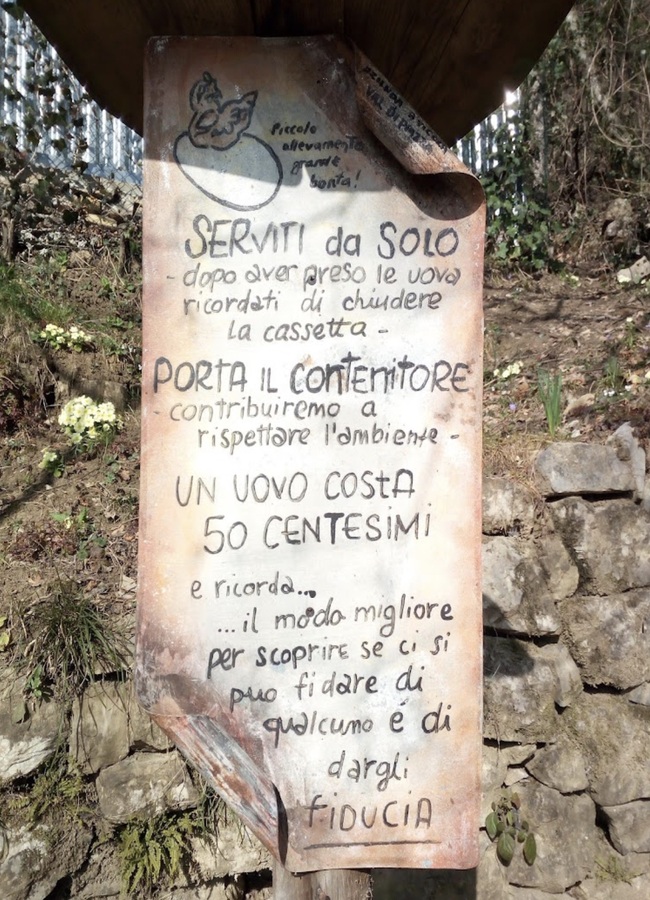 Piccolo
allevamento
grande
bontà!
SERVITI da SOLO
- dopo aver preso le uova
ricordati di chiudere
la cassetta -
PORTA IL CONTENITORE
- contribuiremo a
rispettare l'ambiente -
UN UOVO COSTA
50 CENTESIMI
e ricorda...
...il modo migliore
per scoprire se ci si
può fidare di
qualcuno é di
dargli
FIDUCIA